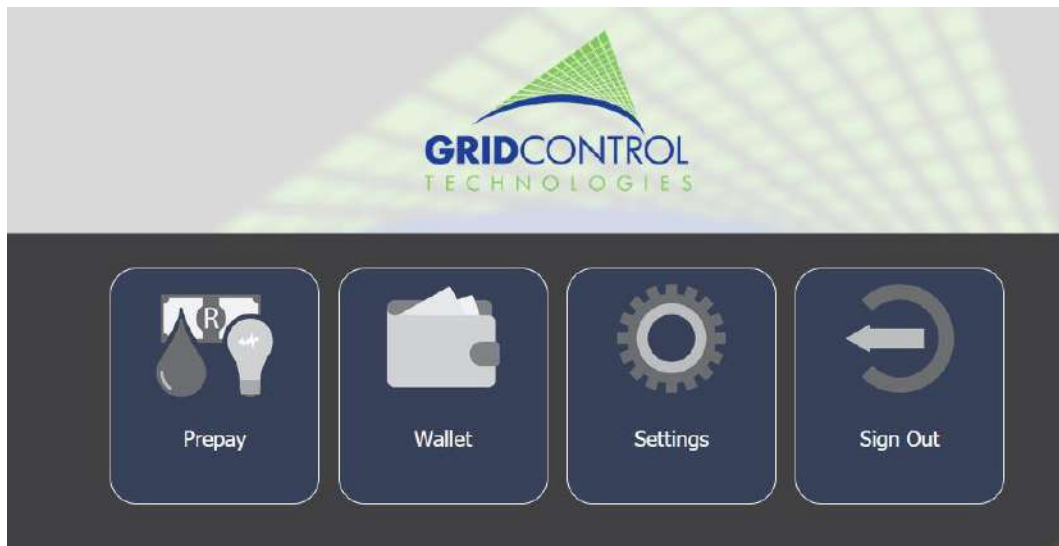 GRIDCONTROL
TECHNOLOGIES
R
Prepay
Wallet
Settings
Sign Out